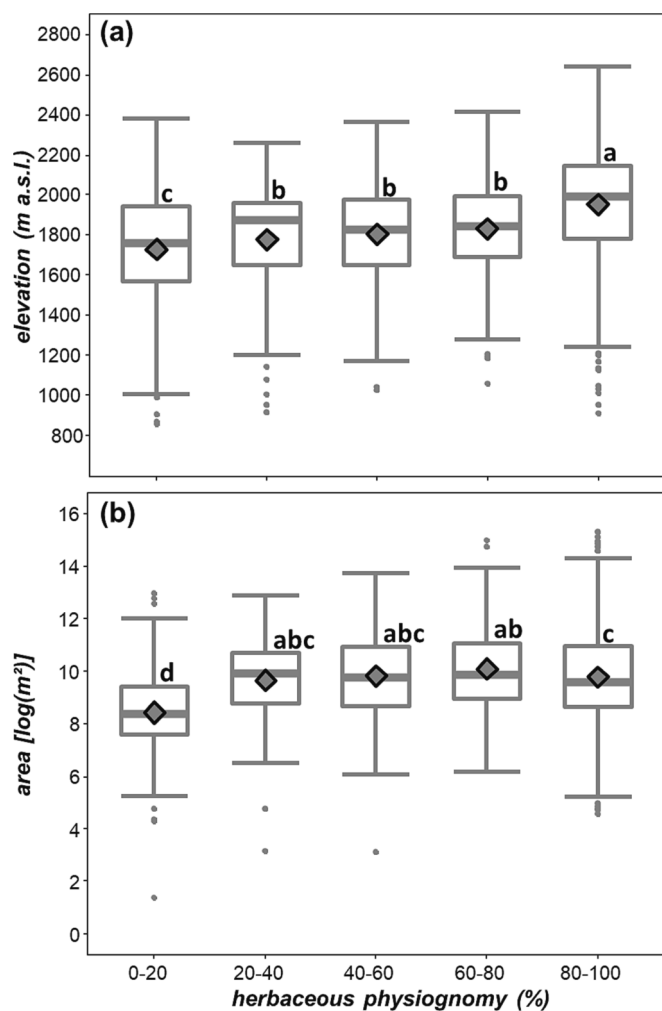 (a)
2800
2600
2400
2200
2000
1800
1600
1400
1200
1000
800
elevation (m a.s.l.)
c
b
b
b
a
(b)
16
14
12
10
8
6
4
2
0
area [log(m²)]
d
abc
abc
ab
c
0-20 20-40 40-60 60-80 80-100
herbaceous physiognomy (%)